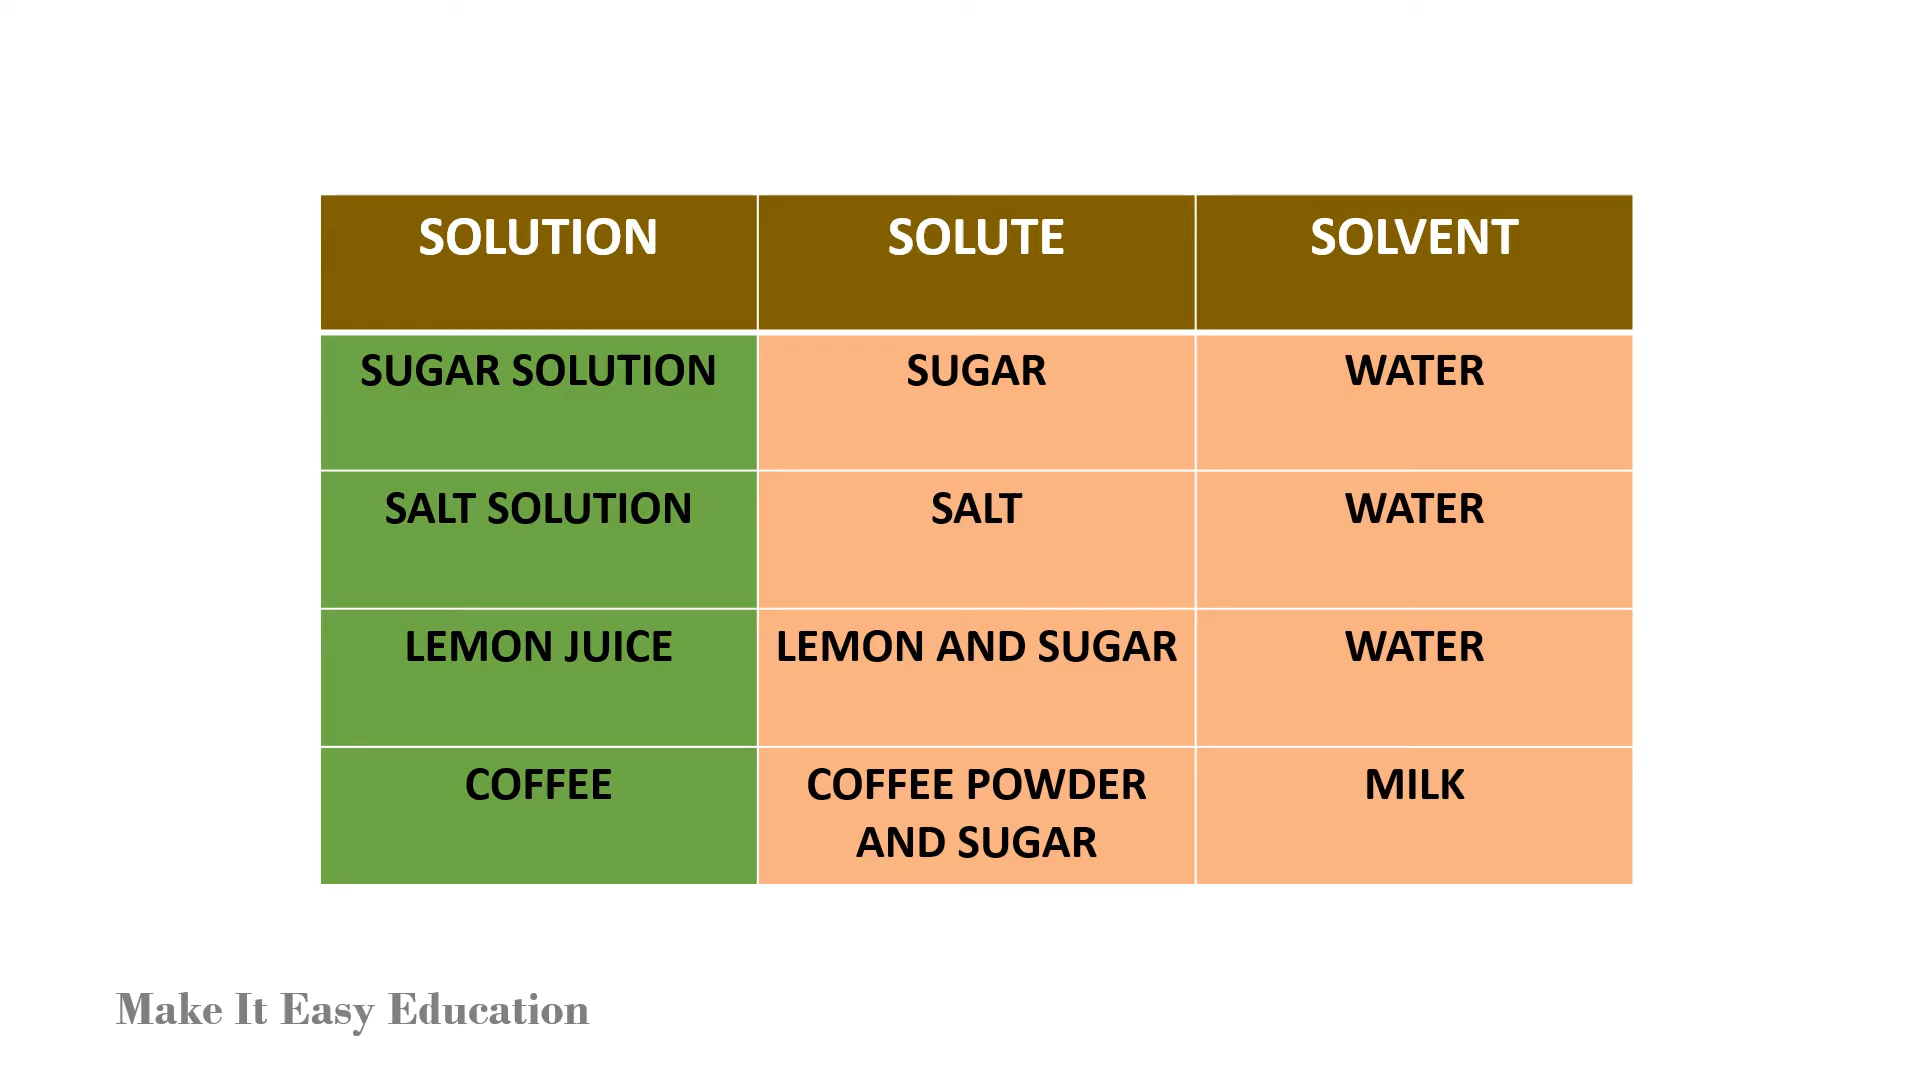 SOLUTION SOLUTE SOLVENT
SUGAR SOLUTION SUGAR WATER
SALT SOLUTION SALT WATER
LEMON JUICE LEMON AND SUGAR WATER
COFFEE COFFEE POWDER MILK
AND SUGAR
Make It Easy Education